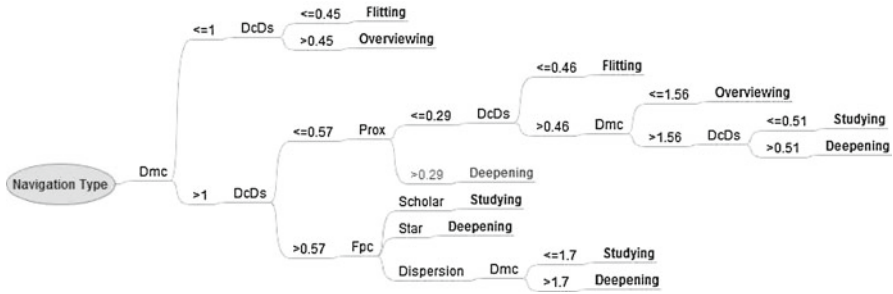 <=0.45 Flitting
<=1 DcDs
>0.45 Overviewing
<=0.46 Flitting
<=1.56 Overviewing
<=0.29 DcDs
<=0.51 Studying
>0.46 Dmc
<=0.57 Prox
>1.56 DcDs
>0.51 Deepening
Navigation Type Dmc
>0.29 Deepening
>1 DcDs
Scholar Studying
Star Deepening
>0.57 Fpc
<=1.7 Studying
Dispersion Dmc
>1.7 Deepening